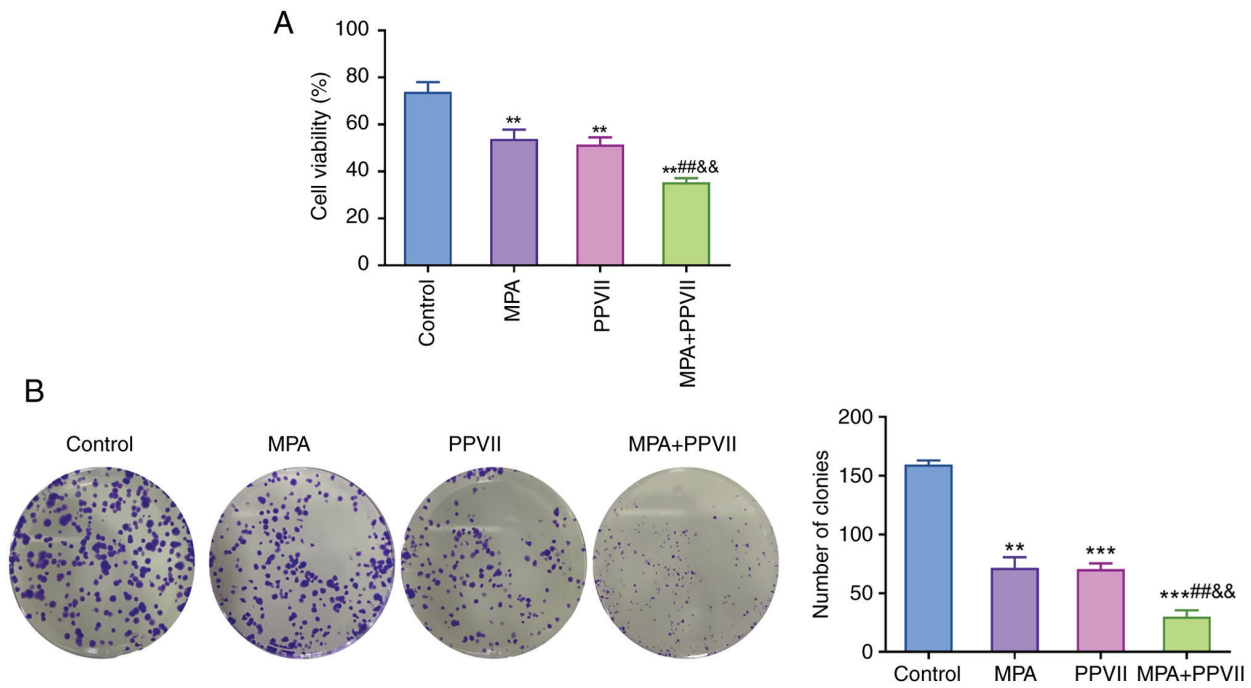 A
100
80
60
40
20
0
Cell viability (%)
**
**
**##&&
Control
MPA
PPVII
MPA+PPVII
B
Control MPA PPVII MPA+PPVII
200
150
100
50
0
Number of clonies
**
***
***##&&
Control MPA PPVII MPA+PPVII